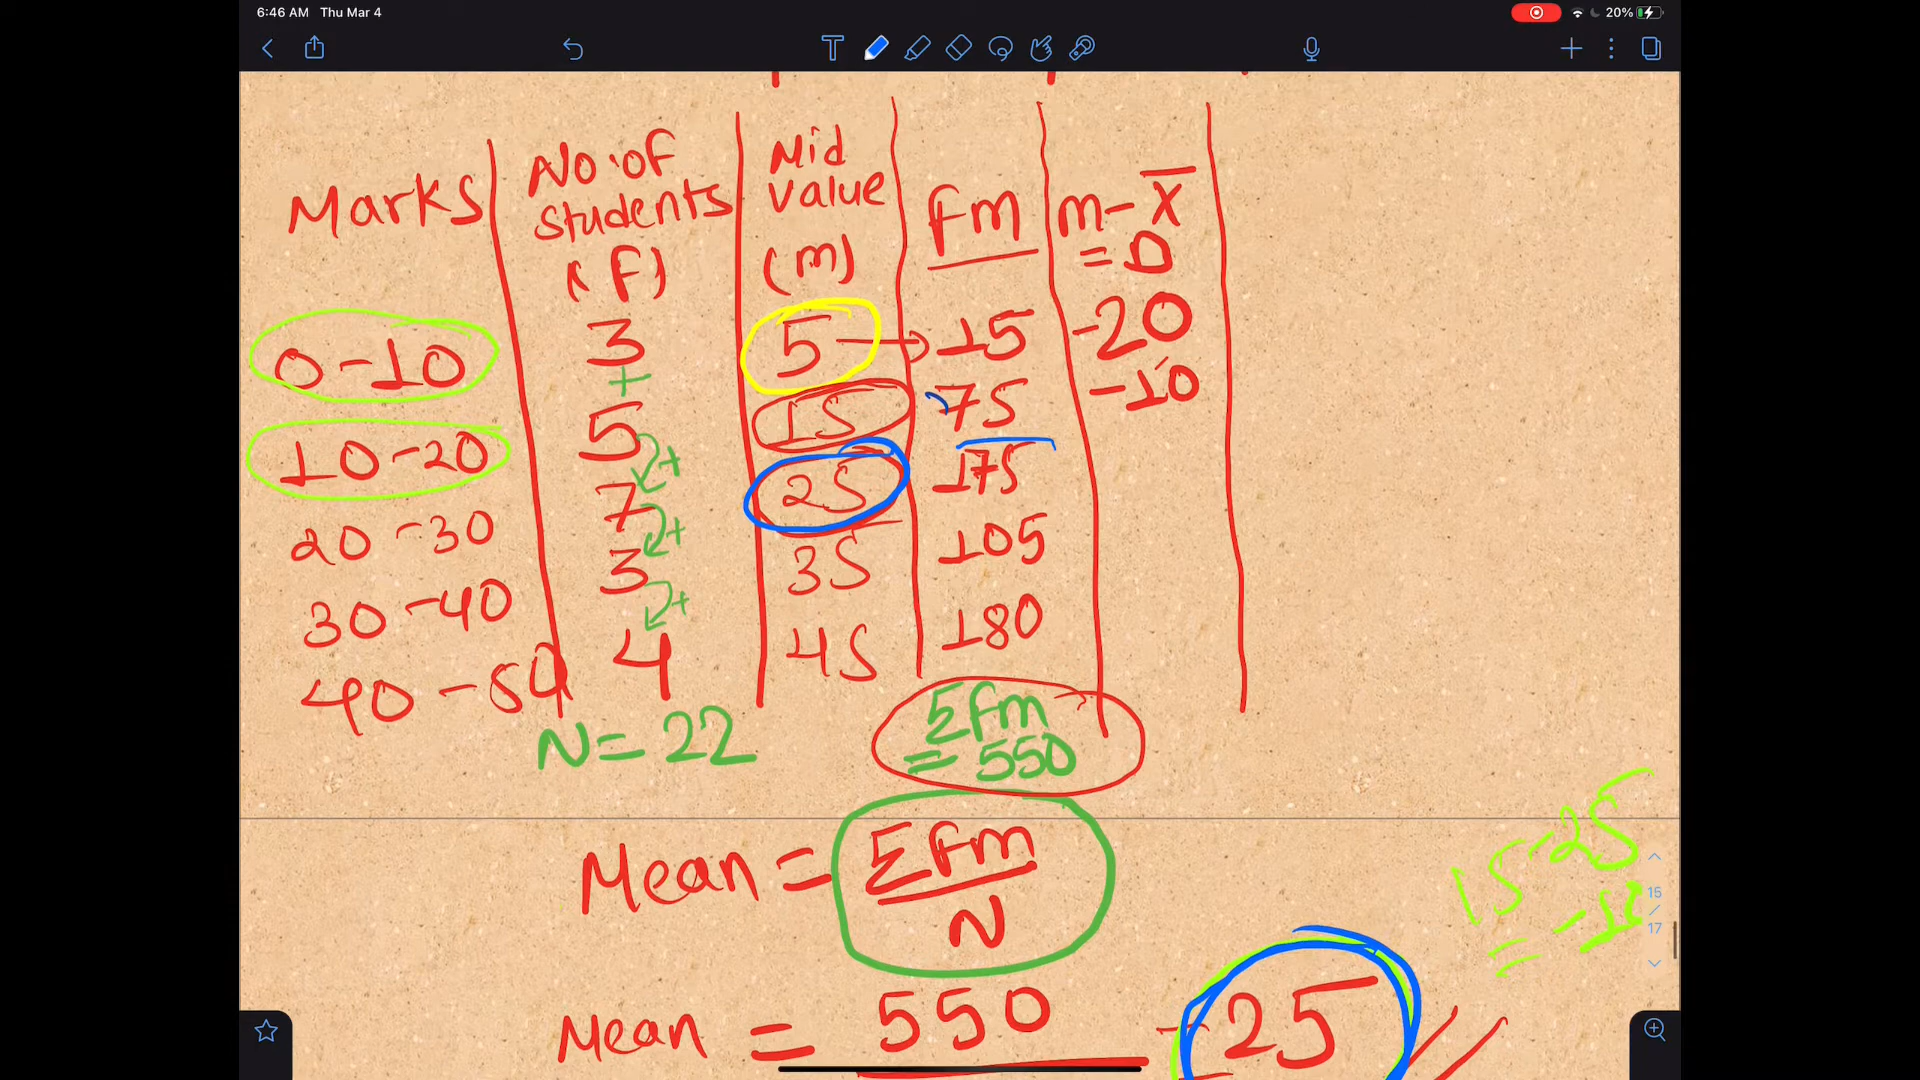 6:46 AM Thu Mar 4
20%
Marks
No. of students (F)
Mid value (m)
Fm
m - X̄ = D
0-10 3 5 → 15 -20
+
10-20 5 15 75 -10
+
20-30 7 25 175
+
30-40 3 35 105
+
40-50 4 45 180
N = 22
Σfm = 550
Mean = Σfm / N
15-25
= -10
15 / 17
Mean = 550
= 25